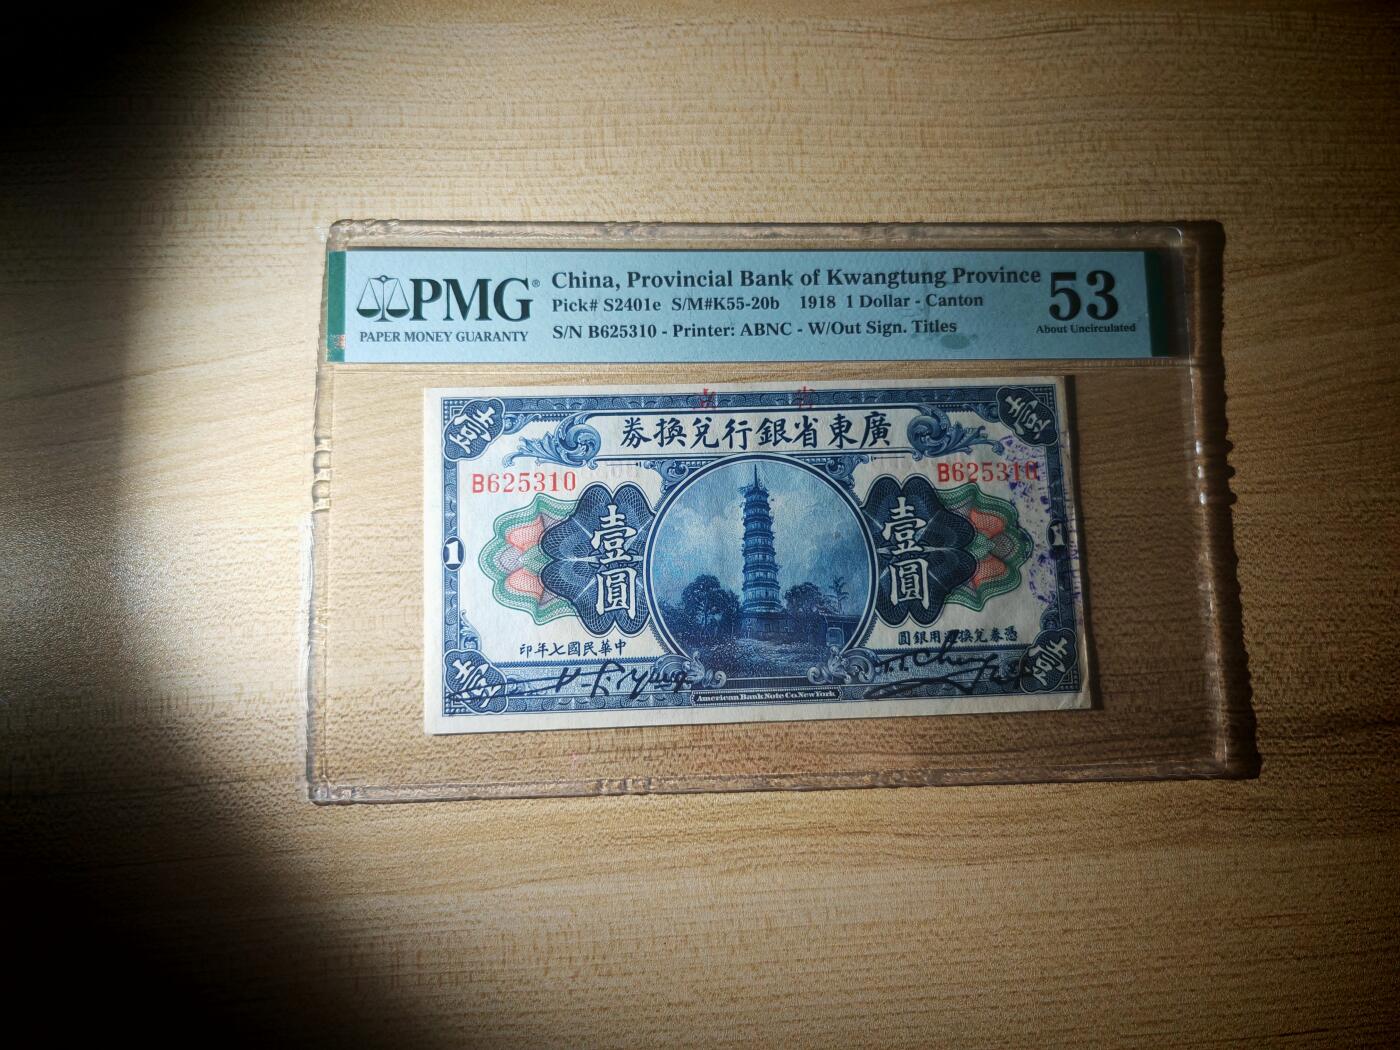 PMG®
PAPER MONEY GUARANTY
China, Provincial Bank of Kwangtung Province
Pick# S2401e S/M#K55-20b 1918 1 Dollar - Canton
S/N B625310 - Printer: ABNC - W/Out Sign. Titles
53
About Uncirculated
省
券換兌行銀省東廣
壹
壹
B625310
B625310
壹圓
壹圓
1
1
印年七國民華中
圓銀用通換兌券憑
壹
壹
American Bank Note Co. New York